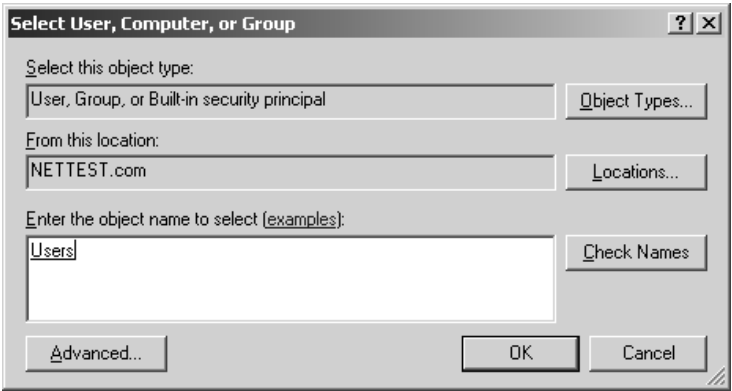 Select User, Computer, or Group
Select this object type:
User, Group, or Built-in security principal
Object Types...
From this location:
NETTEST.com
Locations...
Enter the object name to select (examples):
Users
Check Names
Advanced...
OK
Cancel